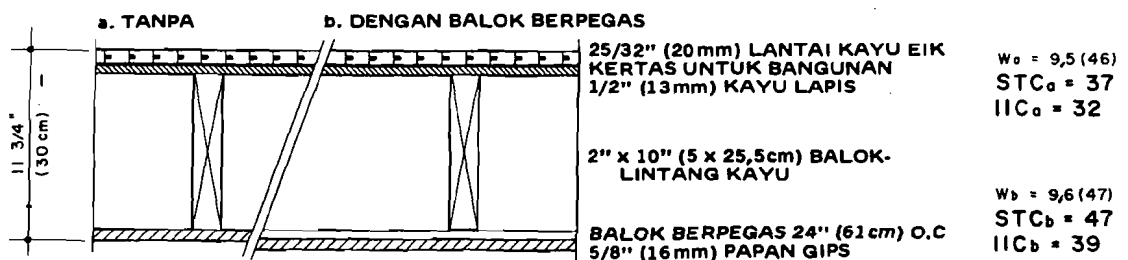 a. TANPA
b. DENGAN BALOK BERPEGAS
11 3/4"
(30 cm)
25/32" (20mm) LANTAI KAYU EIK
KERTAS UNTUK BANGUNAN
1/2" (13mm) KAYU LAPIS
2" x 10" (5 x 25,5cm) BALOK-
LINTANG KAYU
BALOK BERPEGAS 24" (61cm) O.C
5/8" (16mm) PAPAN GIPS
Wa = 9,5 (46)
STCa = 37
IICa = 32
Wb = 9,6 (47)
STCb = 47
IICb = 39